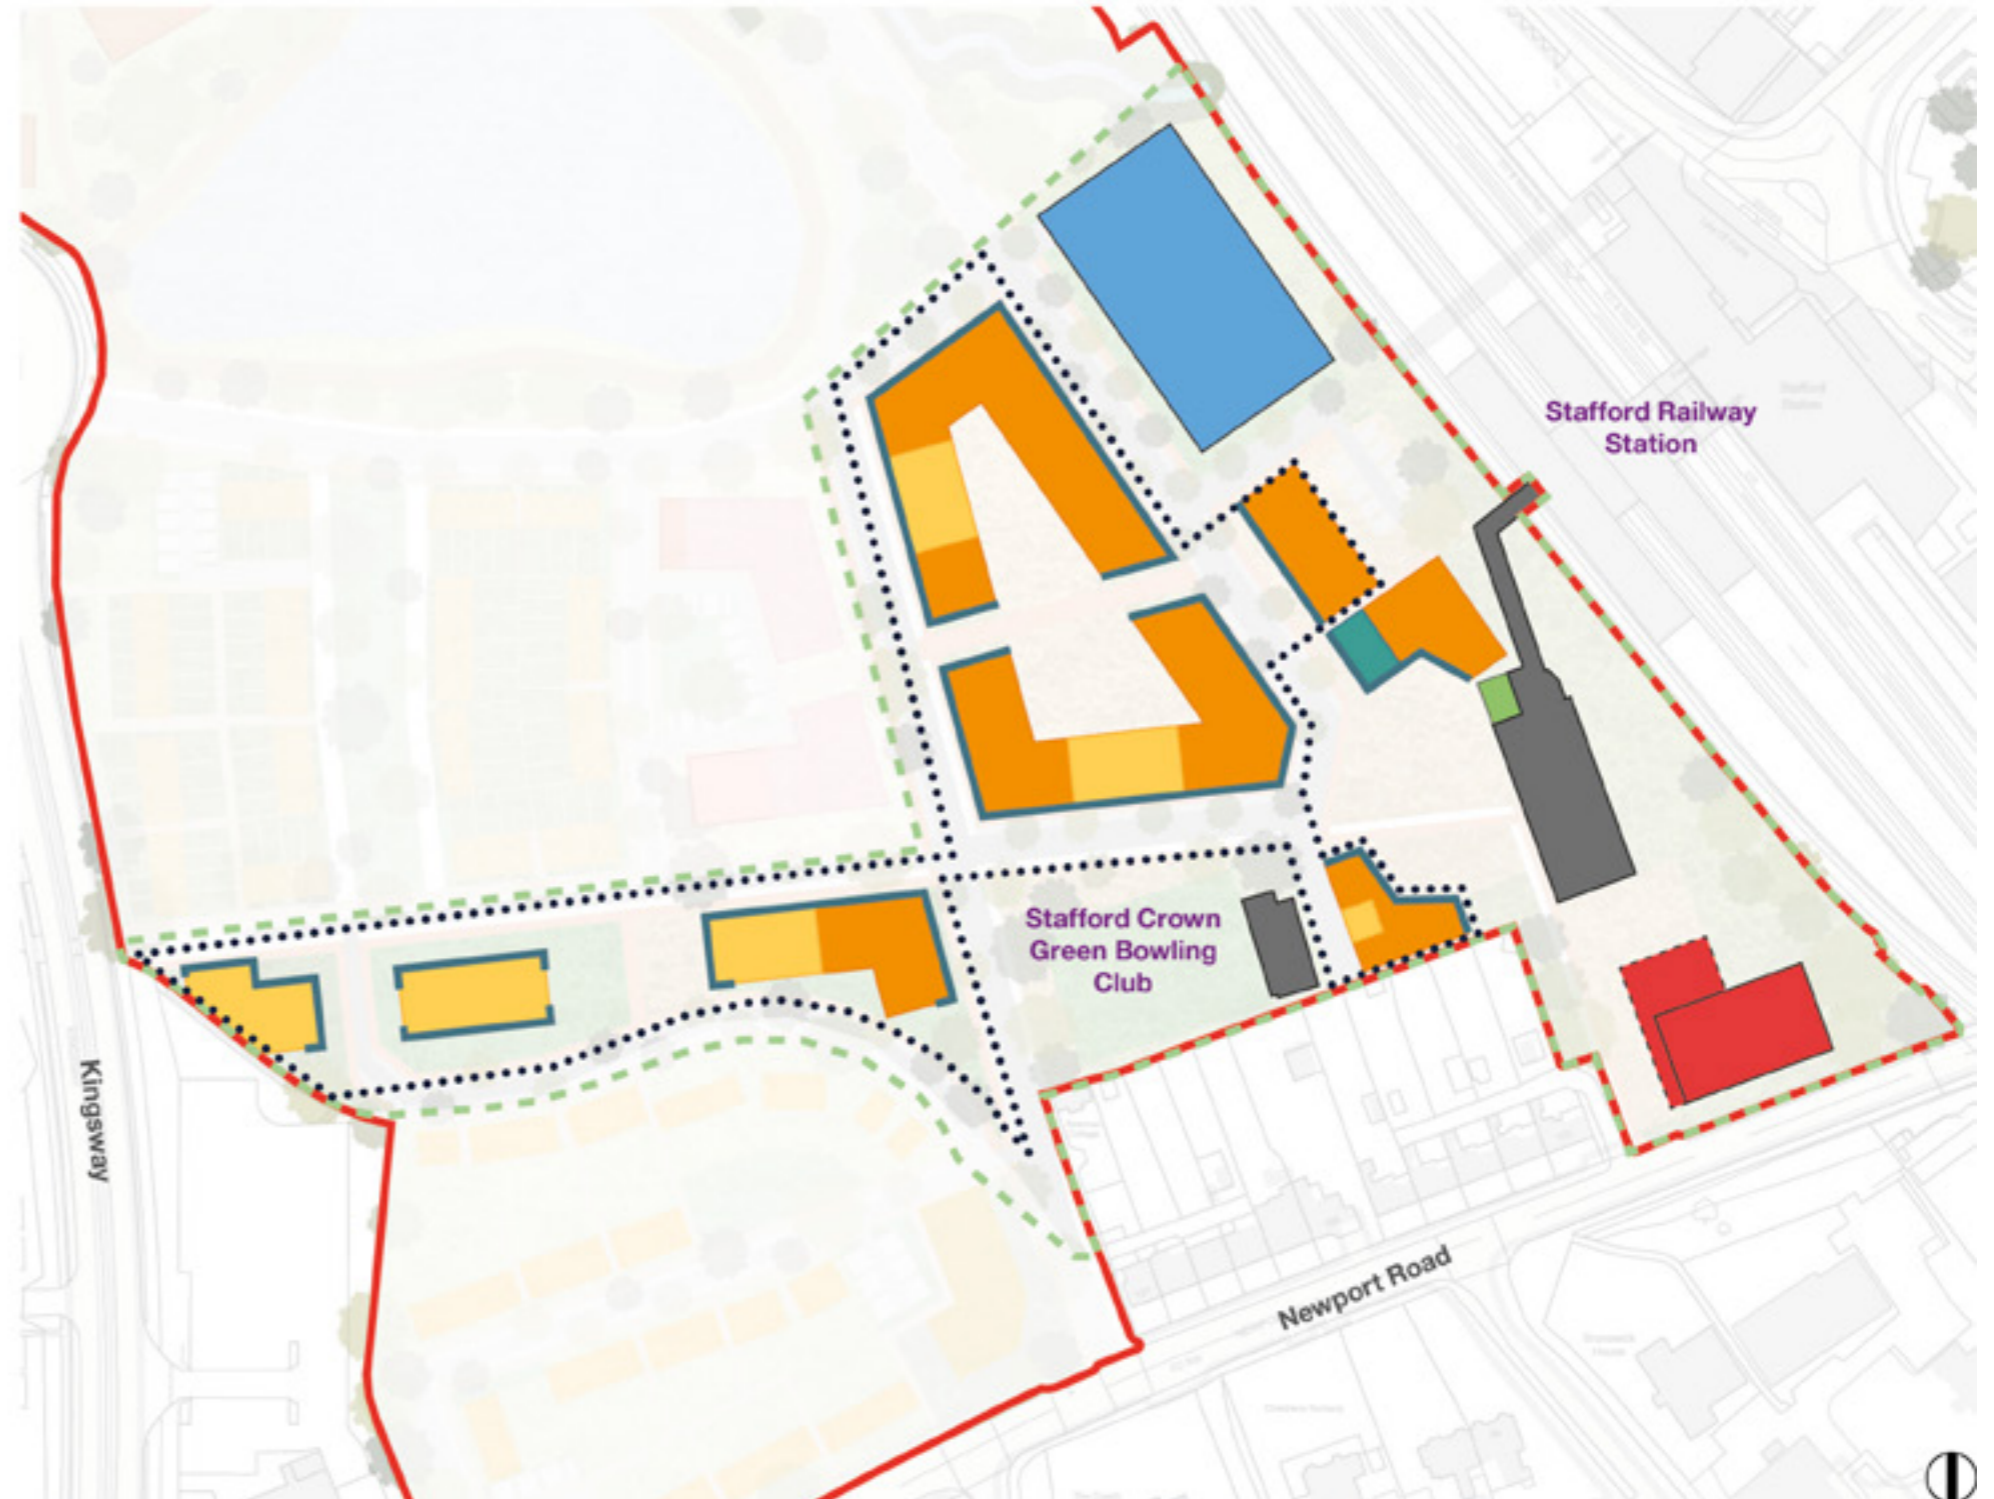 Stafford Railway
Station
Stafford Crown
Green Bowling
Club
Kingsway
Newport Road